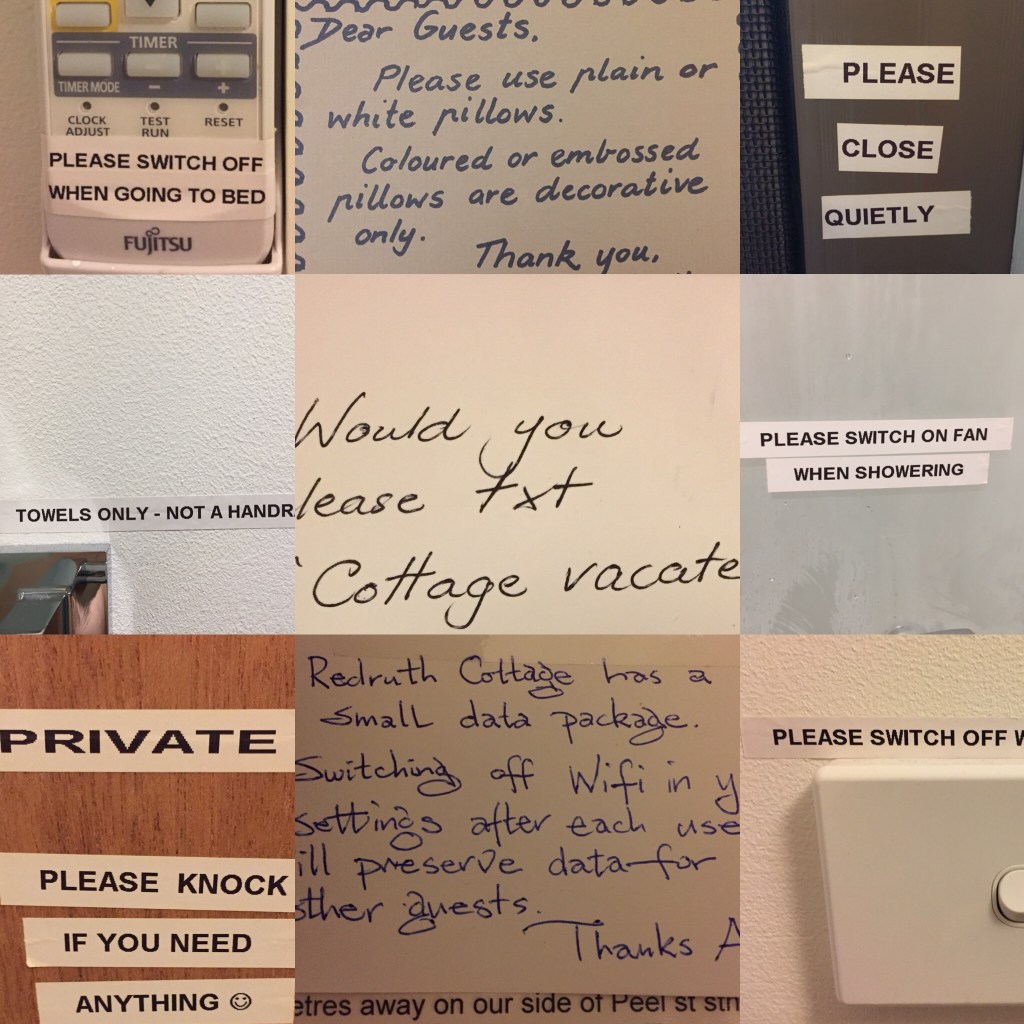 TIMER
TIMER MODE - +
CLOCK ADJUST TEST RUN RESET
PLEASE SWITCH OFF
WHEN GOING TO BED
FUJITSU
Dear Guests.
Please use plain or
white pillows.
Coloured or embossed
pillows are decorative
only.
Thank you.
PLEASE
CLOSE
QUIETLY
TOWELS ONLY - NOT A HANDR
Would you
lease txt
'Cottage vacate
PLEASE SWITCH ON FAN
WHEN SHOWERING
PRIVATE
PLEASE KNOCK
IF YOU NEED
ANYTHING ☺
Redruth Cottage has a
small data package.
Switching off Wifi in y
settings after each use
ill preserve data for
ther guests.
Thanks A
etres away on our side of Peel st sth
PLEASE SWITCH OFF W